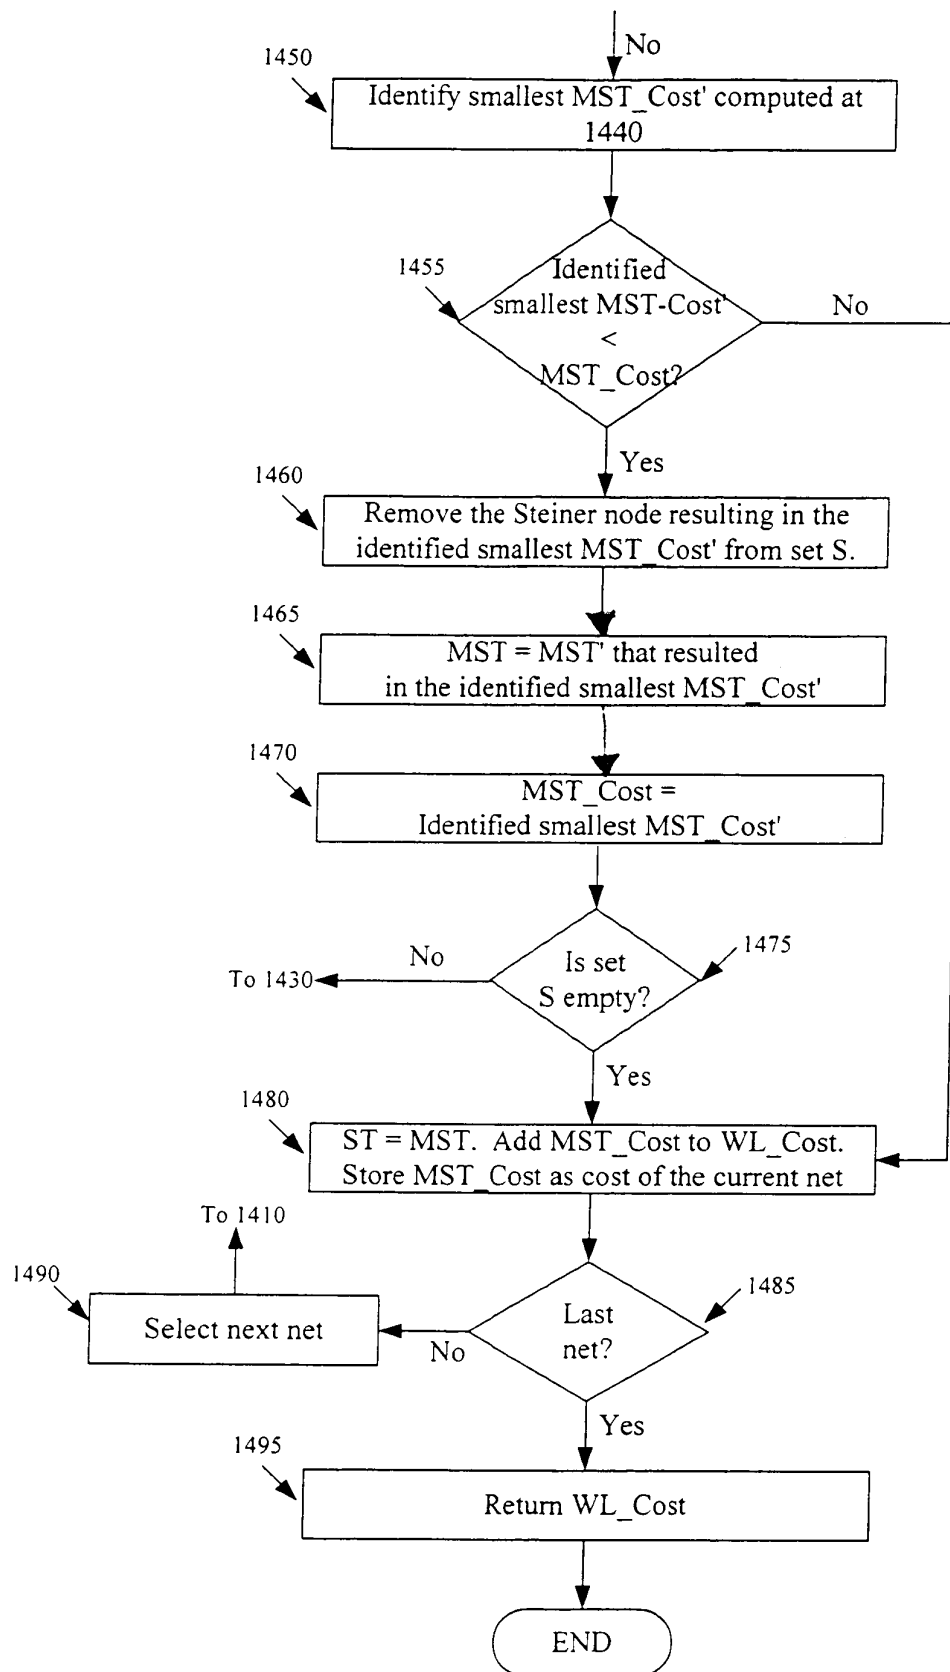 No
1450
Identify smallest MST_Cost' computed at
1440
1455
Identified
smallest MST-Cost'
<
MST_Cost?
No
Yes
1460
Remove the Steiner node resulting in the
identified smallest MST_Cost' from set S.
1465
MST = MST' that resulted
in the identified smallest MST_Cost'
1470
MST_Cost =
Identified smallest MST_Cost'
1475
No
Is set
S empty?
To 1430
Yes
1480
ST = MST. Add MST_Cost to WL_Cost.
Store MST_Cost as cost of the current net
To 1410
1490
Select next net
1485
Last
net?
No
Yes
1495
Return WL_Cost
END